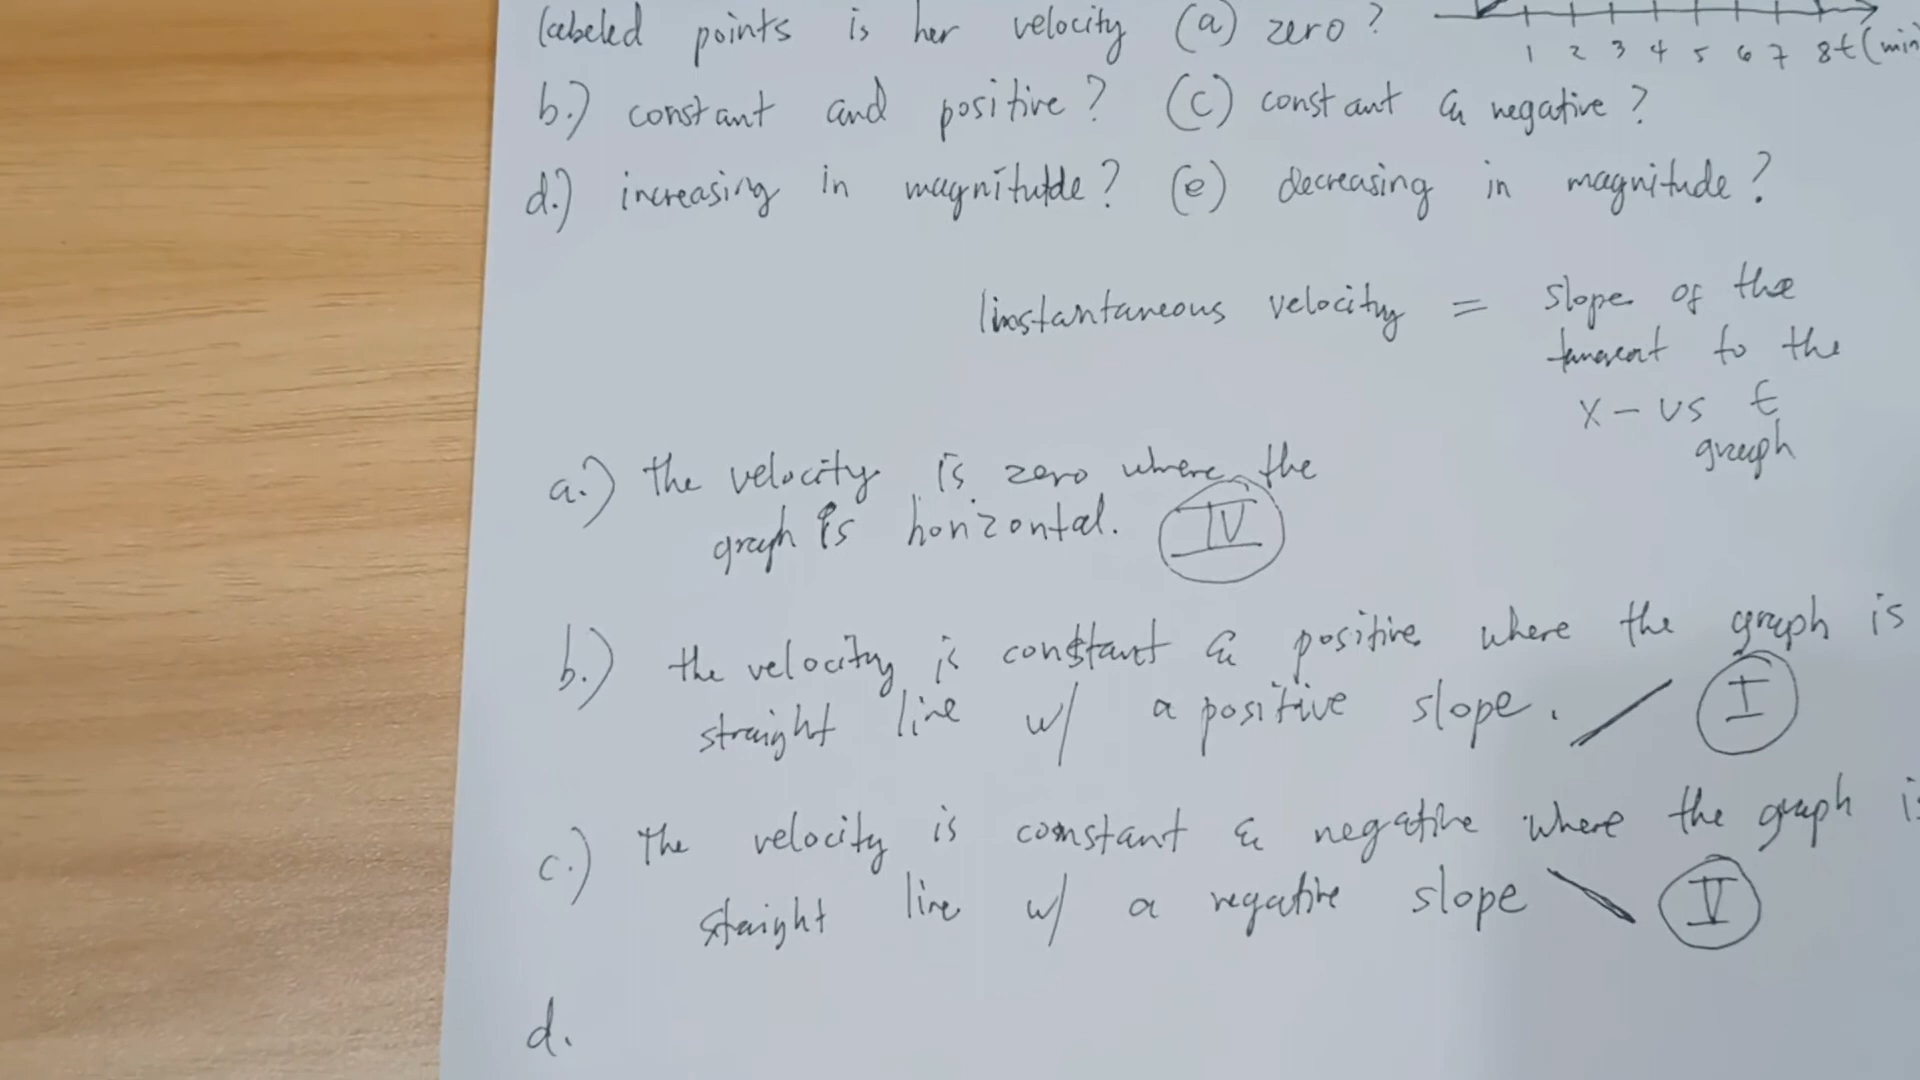 labeled points is her velocity (a) zero?
1 2 3 4 5 6 7 8 t(min
b.) constant and positive? (c) constant & negative?
d.) increasing in magnitude? (e) decreasing in magnitude?
instantaneous velocity = slope of the
tangent to the
x - vs t
graph
a.) the velocity is zero where the
graph is horizontal. IV
b.) the velocity is constant & positive where the graph is
straight line w/ a positive slope. I
c.) the velocity is constant & negative where the graph is
straight line w/ a negative slope V
d.